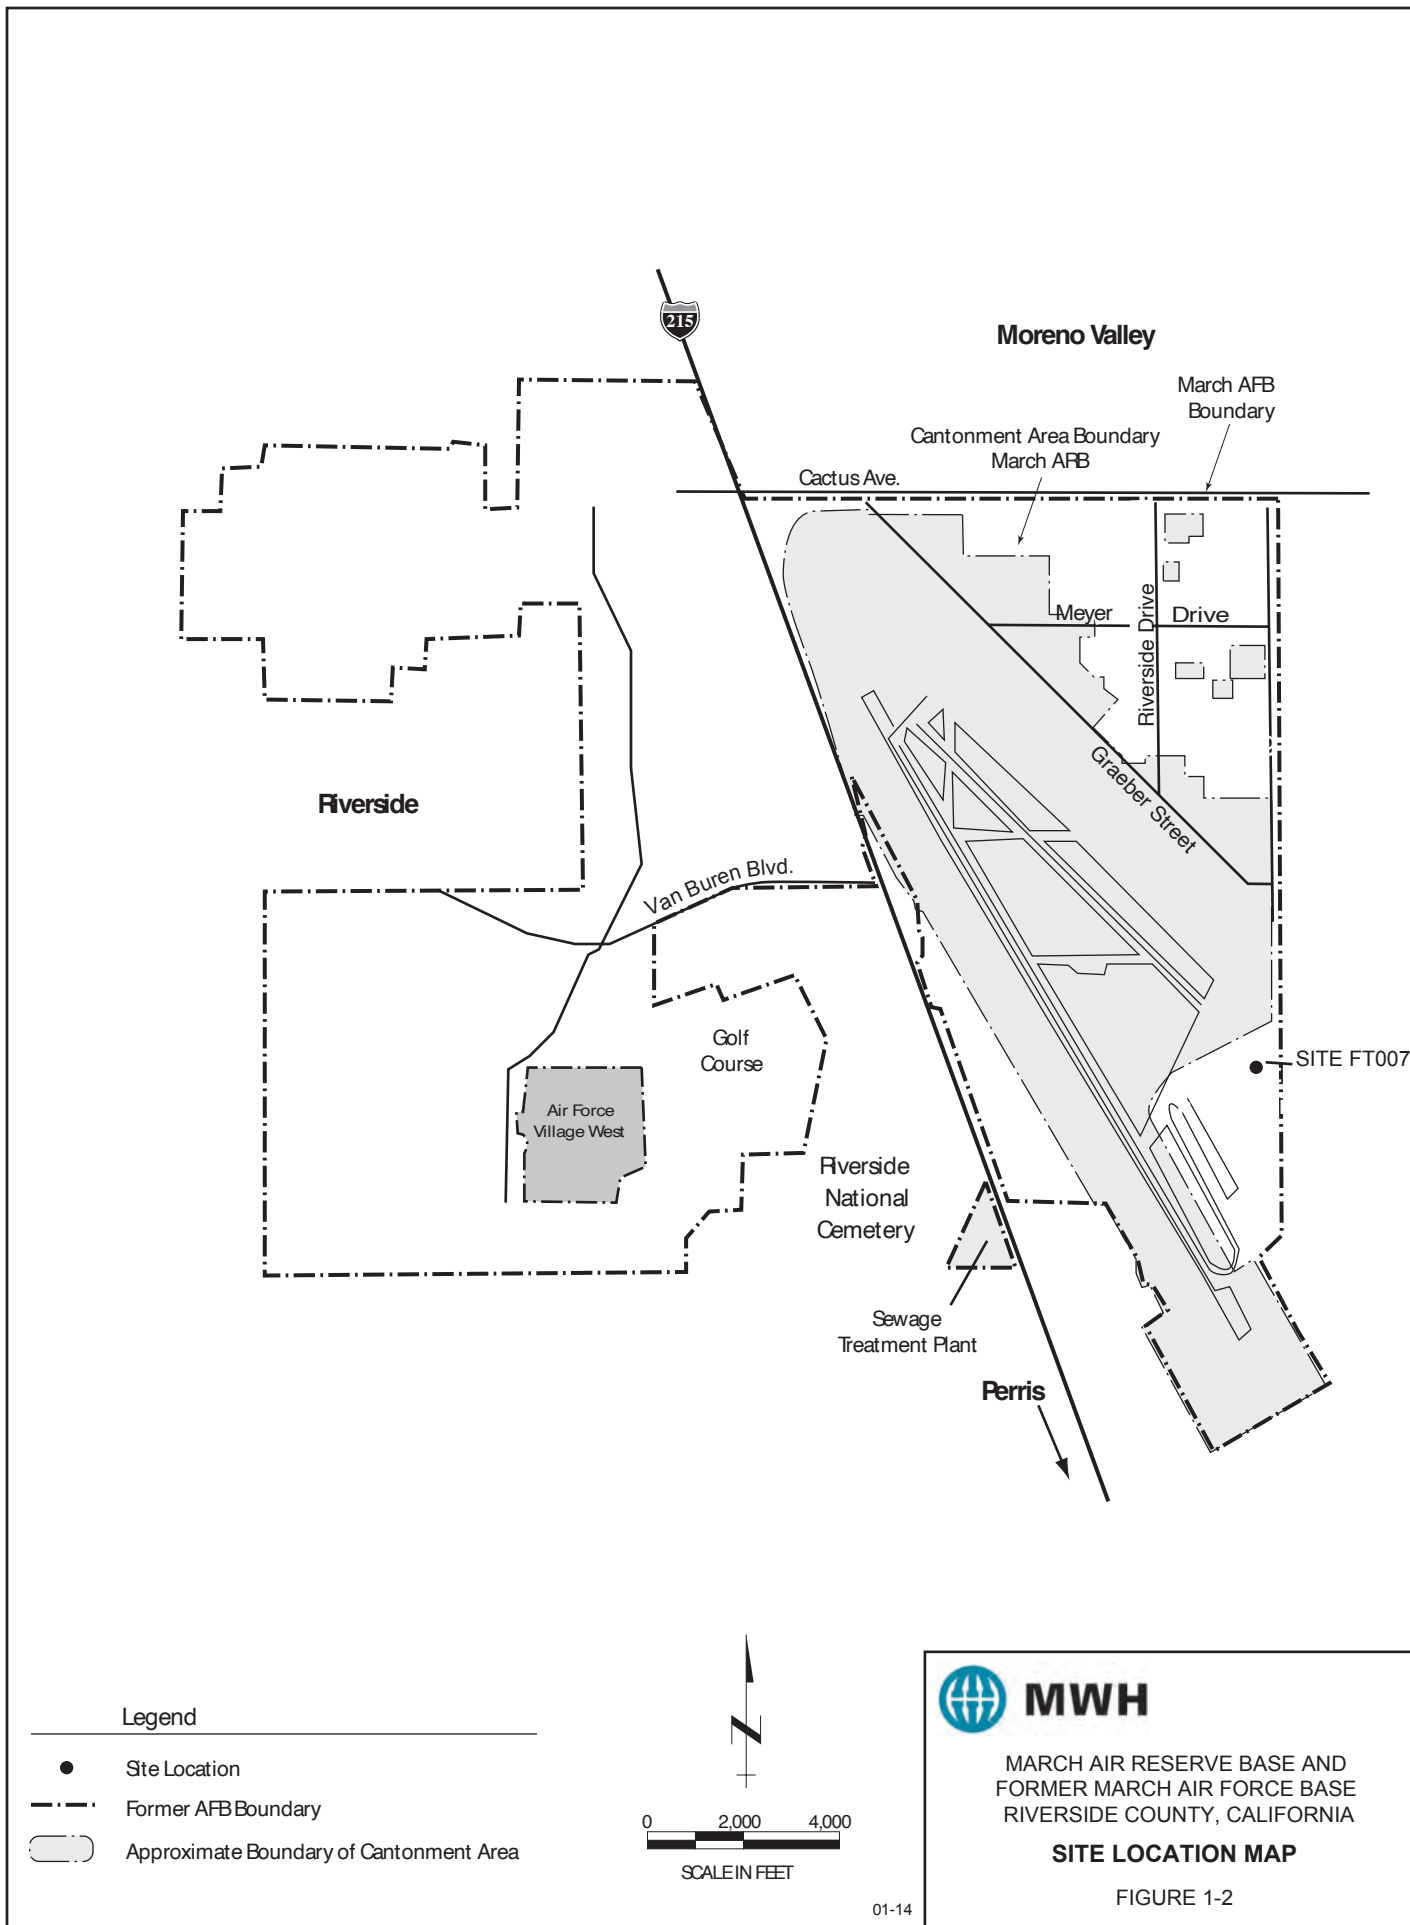 215
Moreno Valley
March AFB
Boundary
Cantonment Area Boundary
March ARB
Cactus Ave.
Meyer Drive
Riverside Drive
Graeber Street
Riverside
Van Buren Blvd.
Golf
Course
SITE FT007
Air Force
Village West
Riverside
National
Cemetery
Sewage
Treatment Plant
Perris
Legend
Site Location
Former AFB Boundary
Approximate Boundary of Cantonment Area
N
0 2,000 4,000
SCALE IN FEET
01-14
MWH
MARCH AIR RESERVE BASE AND
FORMER MARCH AIR FORCE BASE
RIVERSIDE COUNTY, CALIFORNIA
SITE LOCATION MAP
FIGURE 1-2